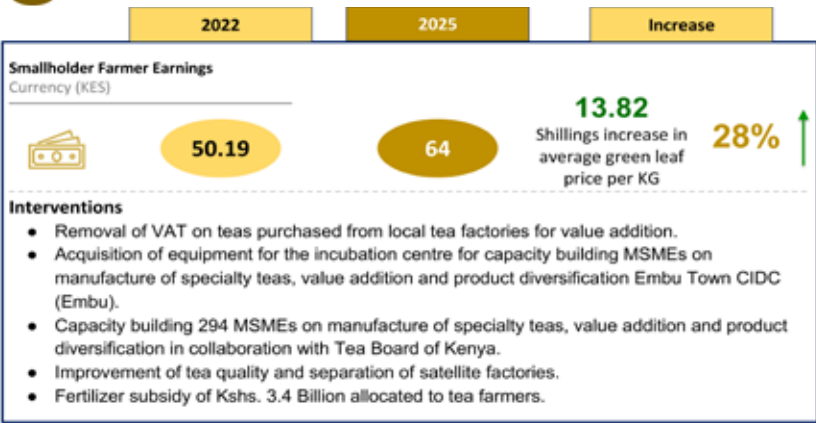 2022 2025 Increase
Smallholder Farmer Earnings
Currency (KES)
50.19
64
13.82
Shillings increase in
average green leaf
price per KG
28%
Interventions
● Removal of VAT on teas purchased from local tea factories for value addition.
● Acquisition of equipment for the incubation centre for capacity building MSMEs on
manufacture of specialty teas, value addition and product diversification Embu Town CIDC
(Embu).
● Capacity building 294 MSMEs on manufacture of specialty teas, value addition and product
diversification in collaboration with Tea Board of Kenya.
● Improvement of tea quality and separation of satellite factories.
● Fertilizer subsidy of Kshs. 3.4 Billion allocated to tea farmers.